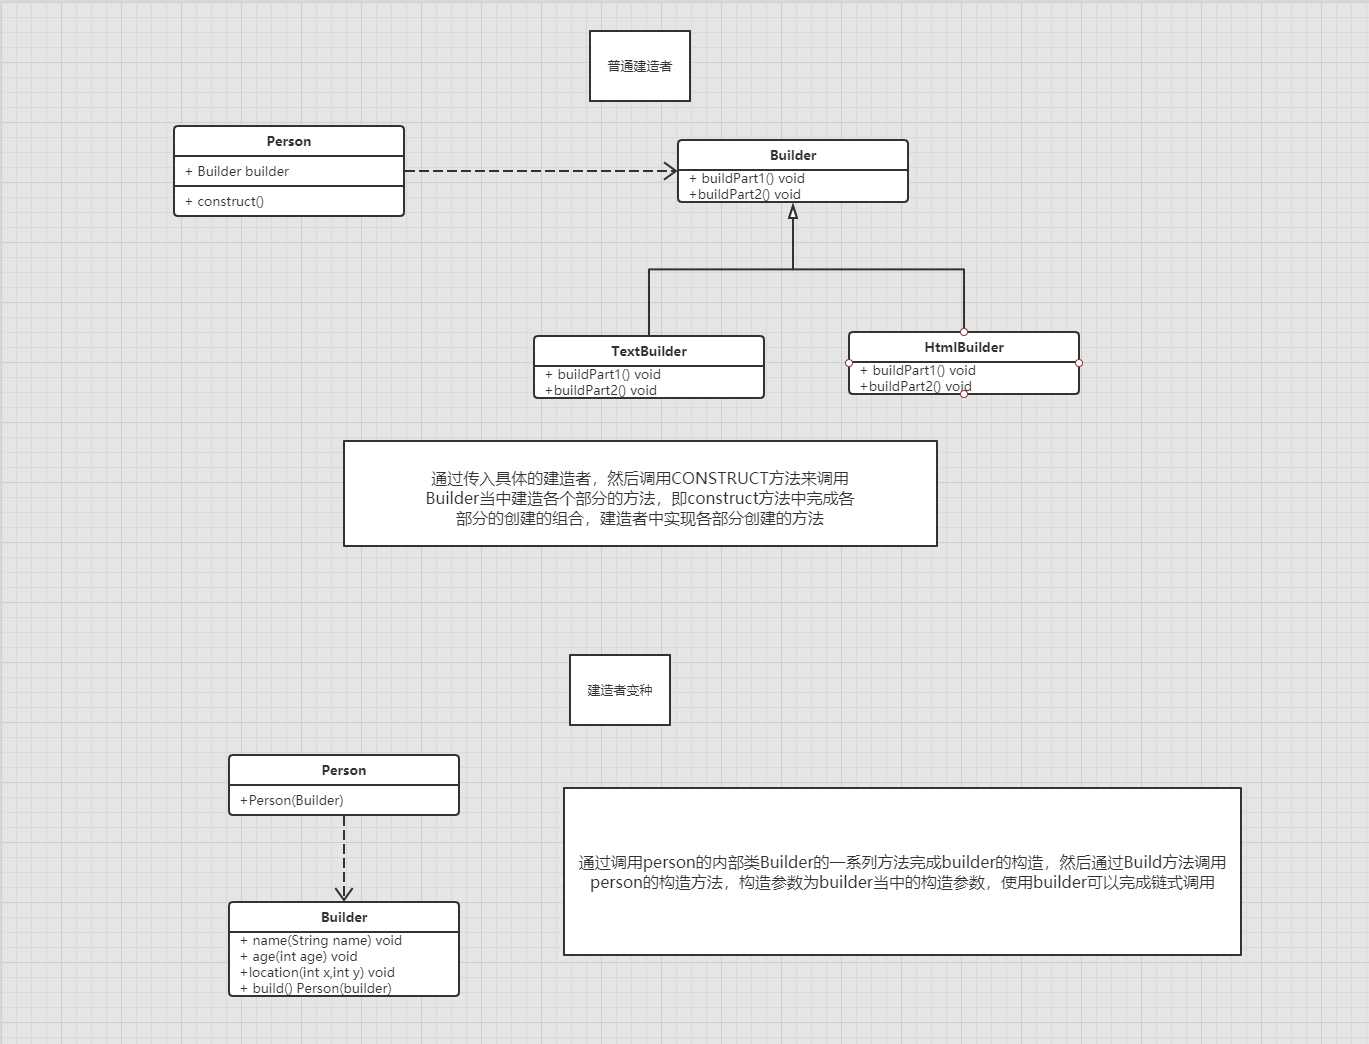 普通建造者
Person
+ Builder builder
+ construct()
Builder
+ buildPart1() void
+buildPart2() void
TextBuilder
+ buildPart1() void
+buildPart2() void
HtmlBuilder
+ buildPart1() void
+buildPart2() void
通过传入具体的建造者，然后调用CONSTRUCT方法来调用
Builder当中建造各个部分的方法，即construct方法中完成各
部分的创建的组合，建造者中实现各部分创建的方法
建造者变种
Person
+Person(Builder)
Builder
+ name(String name) void
+ age(int age) void
+location(int x,int y) void
+ build() Person(builder)
通过调用person的内部类Builder的一系列方法完成builder的构造，然后通过Build方法调用
person的构造方法，构造参数为builder当中的构造参数，使用builder可以完成链式调用